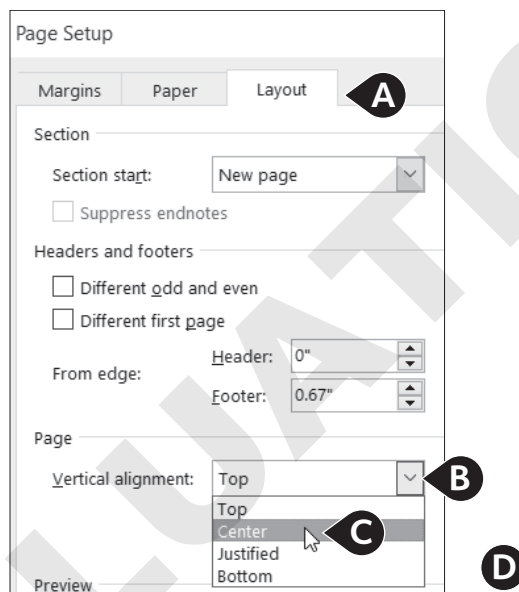 Page Setup
Margins Paper Layout A
Section
Section start: New page
Suppress endnotes
Headers and footers
Different odd and even
Different first page
From edge: Header: 0"
Footer: 0.67"
Page
Vertical alignment: Top B
Top
Center C
Justified
Bottom D
Preview
LUATIO